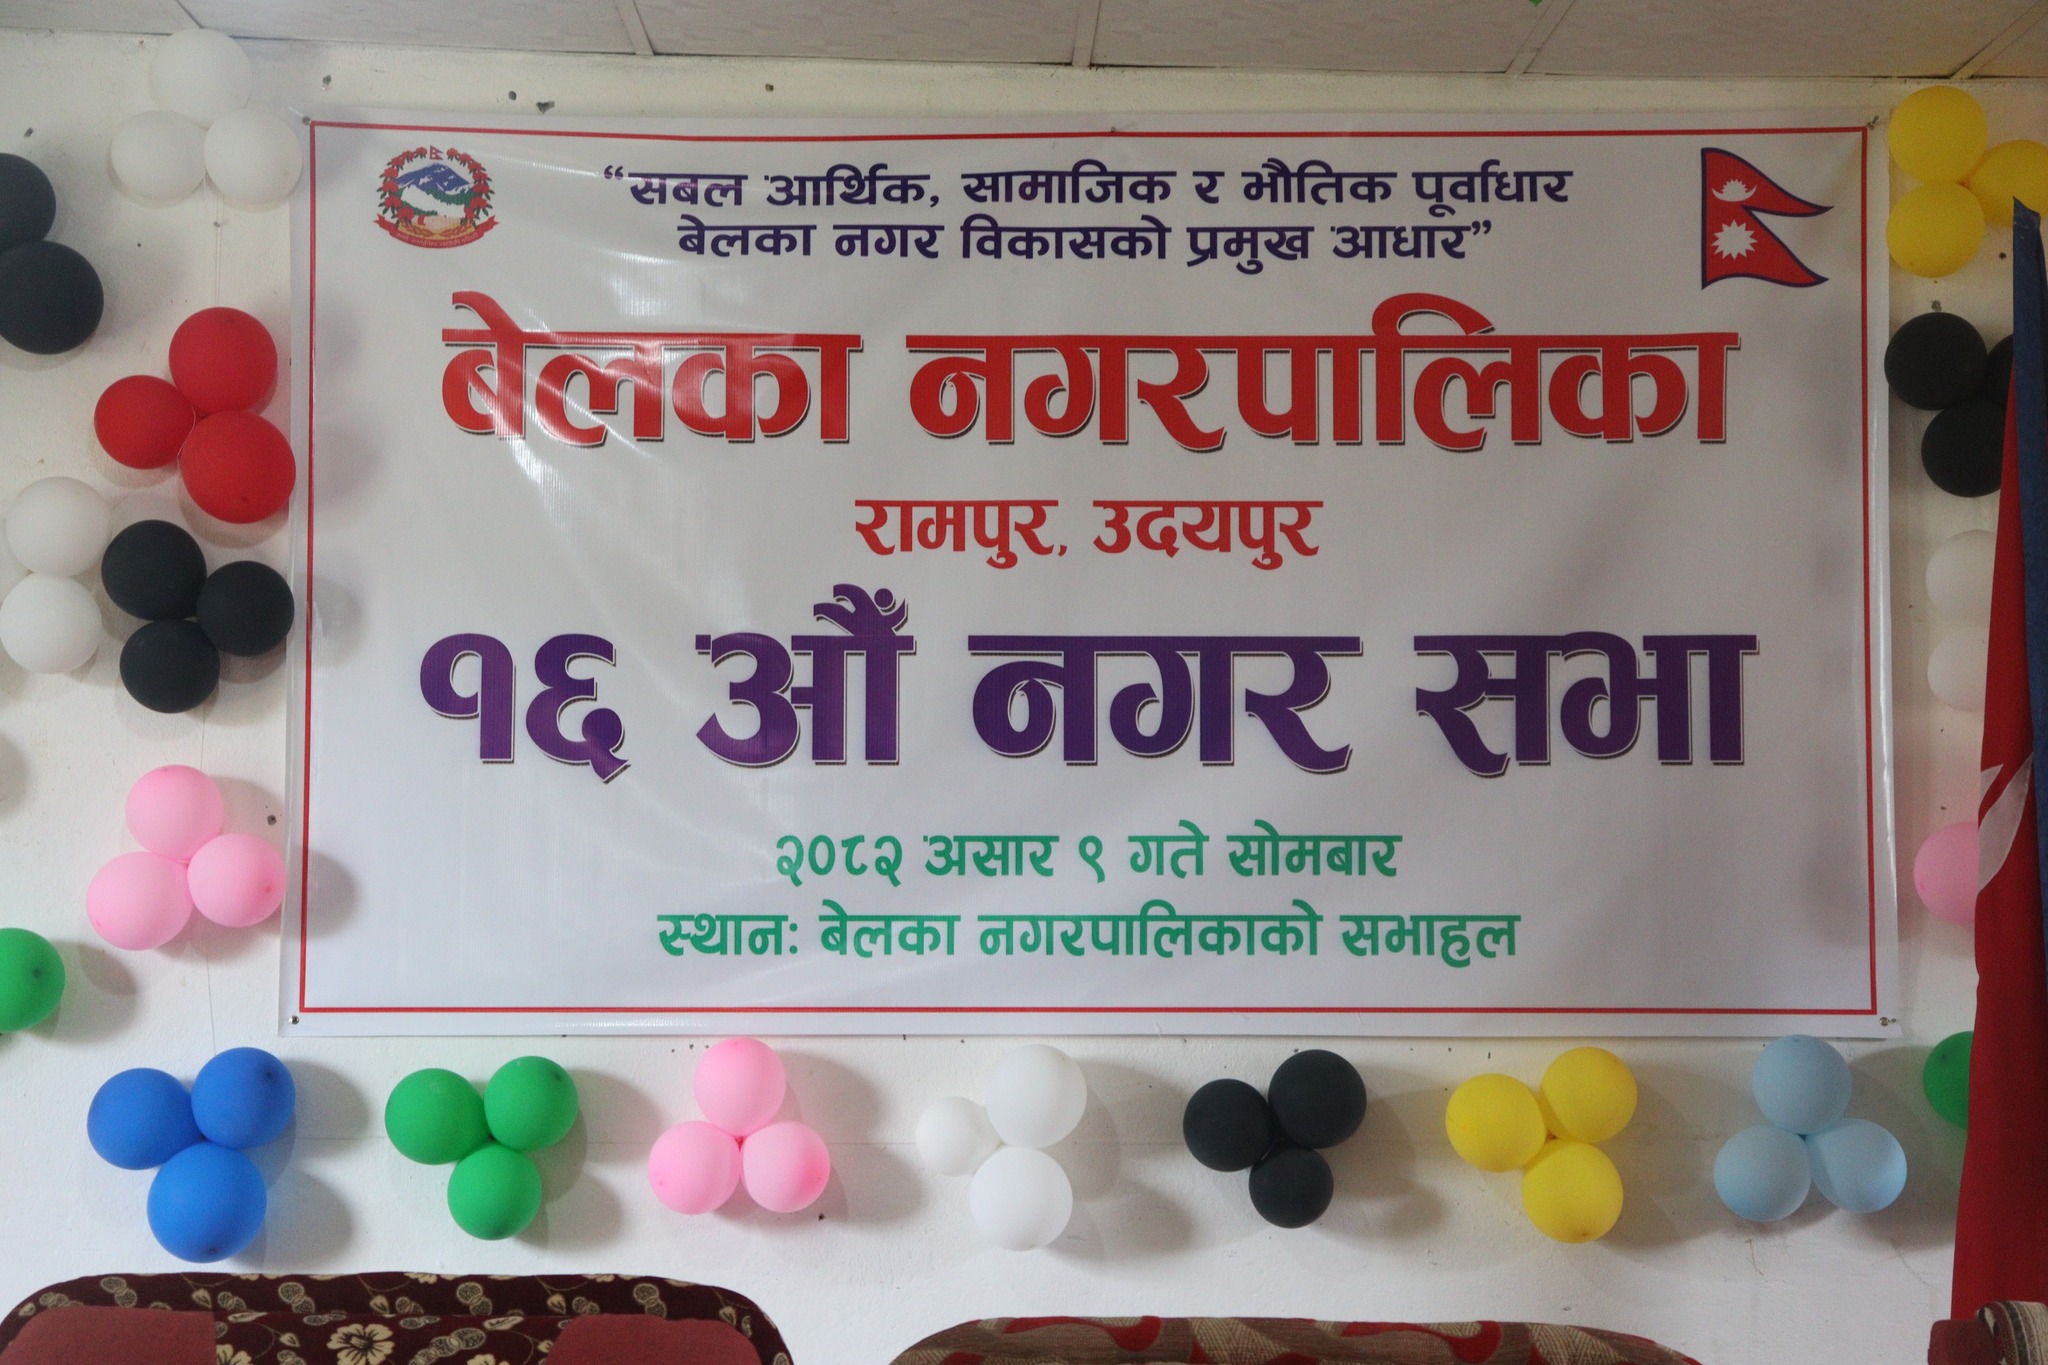 “सबल आर्थिक, सामाजिक र भौतिक पूर्वाधार
बेलका नगर विकासको प्रमुख आधार”
बेलका नगरपालिका
रामपुर, उदयपुर
१६ औं नगर सभा
२०८२ असार ९ गते सोमबार
स्थानः बेलका नगरपालिकाको सभाहल